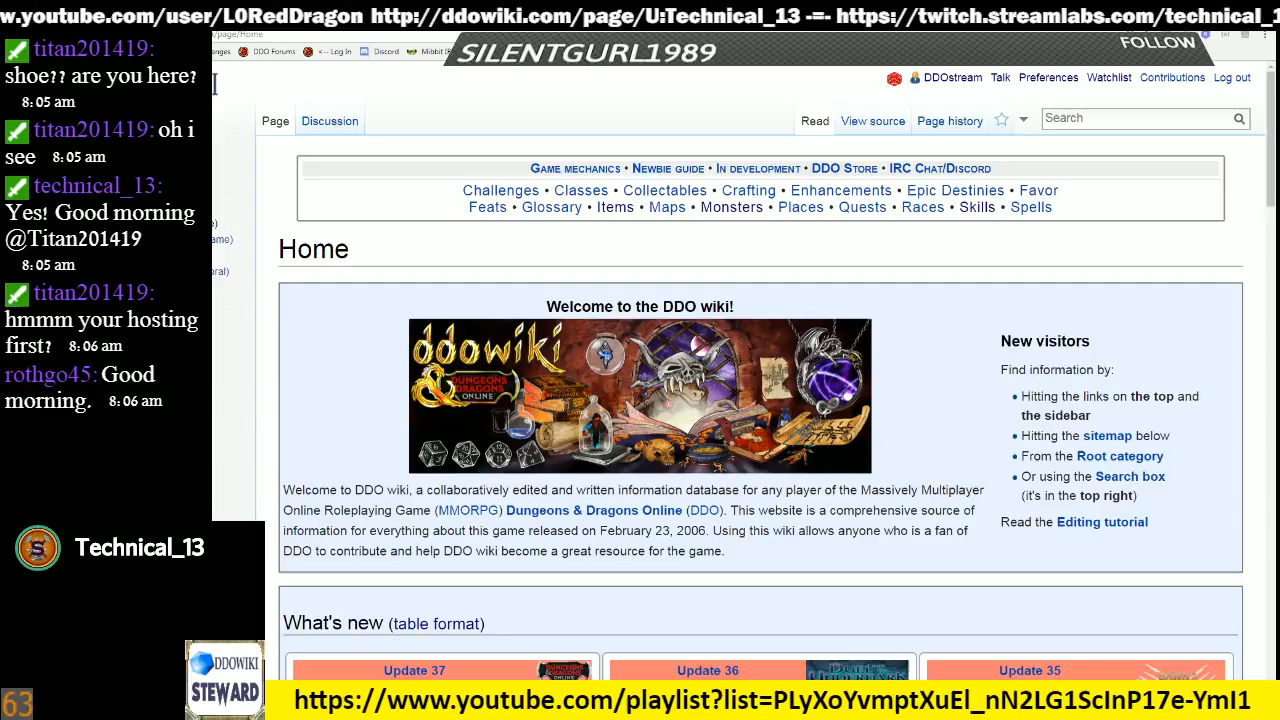 w.youtube.com/user/L0RedDragon http://ddowiki.com/page/U:Technical_13 -=- https://twitch.streamlabs.com/technical_1
/page/Home
nges DDO Forums <-- Log In Discord Mibbit
SILENTGURL1989
FOLLOW
titan201419:
shoe?? are you here?
8:05 am
titan201419: oh i
see 8:05 am
technical_13:
Yes! Good morning
@Titan201419
8:05 am
titan201419:
hmmm your hosting
first? 8:06 am
rothgo45: Good
morning. 8:06 am
Technical_13
DDOWIKI
STEWARD
63
DDOstream Talk Preferences Watchlist Contributions Log out
Page Discussion Read View source Page history Search
Game mechanics • Newbie guide • In development • DDO Store • IRC Chat/Discord
Challenges • Classes • Collectables • Crafting • Enhancements • Epic Destinies • Favor
Feats • Glossary • Items • Maps • Monsters • Places • Quests • Races • Skills • Spells
Home
Welcome to the DDO wiki!
ddowiki
DUNGEONS & DRAGONS ONLINE
Welcome to DDO wiki, a collaboratively edited and written information database for any player of the Massively Multiplayer
Online Roleplaying Game (MMORPG) Dungeons & Dragons Online (DDO). This website is a comprehensive source of
information for everything about this game released on February 23, 2006. Using this wiki allows anyone who is a fan of
DDO to contribute and help DDO wiki become a great resource for the game.
New visitors
Find information by:
• Hitting the links on the top and
the sidebar
• Hitting the sitemap below
• From the Root category
• Or using the Search box
(it's in the top right)
Read the Editing tutorial
What's new (table format)
Update 37
Update 36
Update 35
https://www.youtube.com/playlist?list=PLyXoYvmptXuEl_nN2LG1ScInP17e-YmI1